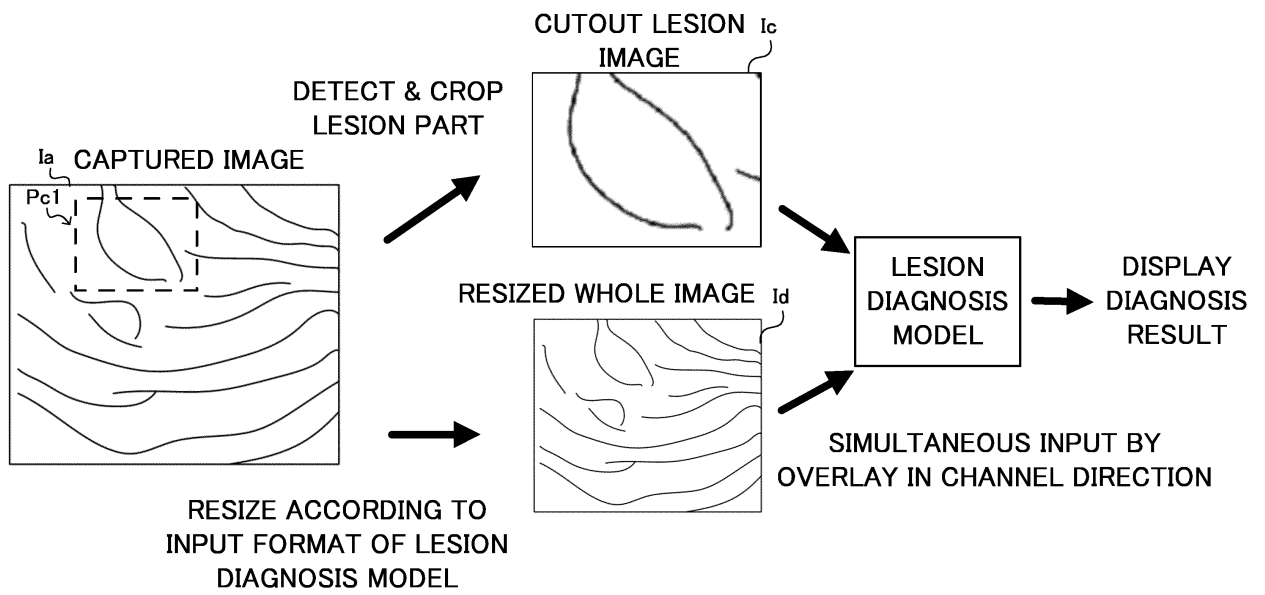 CUTOUT LESION
IMAGE
Ic
DETECT & CROP
LESION PART
Ia
CAPTURED IMAGE
Pc1
RESIZED WHOLE IMAGE
Id
LESION
DIAGNOSIS
MODEL
DISPLAY
DIAGNOSIS
RESULT
SIMULTANEOUS INPUT BY
OVERLAY IN CHANNEL DIRECTION
RESIZE ACCORDING TO
INPUT FORMAT OF LESION
DIAGNOSIS MODEL